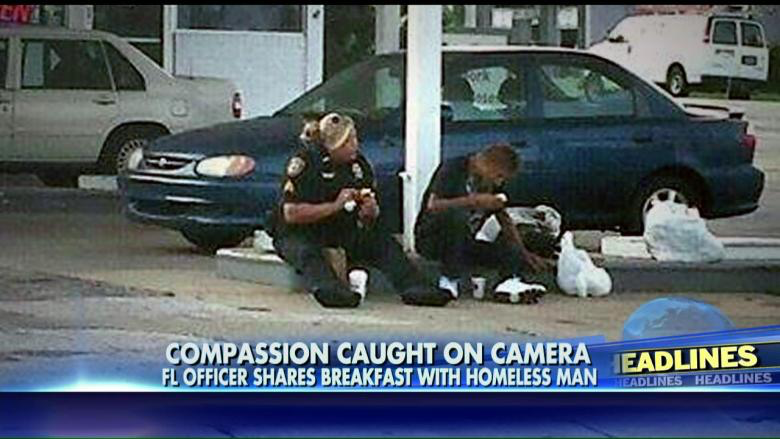 COMPASSION CAUGHT ON CAMERA
FL OFFICER SHARES BREAKFAST WITH HOMELESS MAN
HEADLINES
HEADLINES HEADLINES